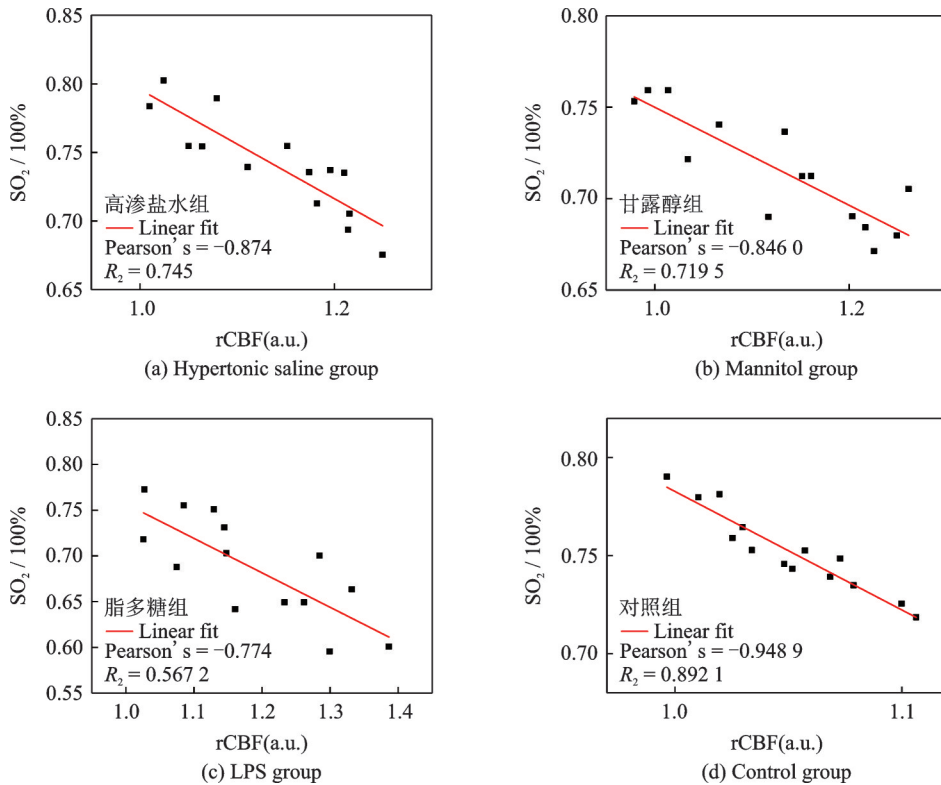 0.85
0.80
0.75
0.70
0.65
SO₂ / 100%
高渗盐水组
Linear fit
Pearson's = −0.874
R₂ = 0.745
1.0 1.2
rCBF(a.u.)
(a) Hypertonic saline group
0.80
0.75
0.70
0.65
SO₂ / 100%
甘露醇组
Linear fit
Pearson's = −0.846 0
R₂ = 0.719 5
1.0 1.2
rCBF(a.u.)
(b) Mannitol group
0.85
0.80
0.75
0.70
0.65
0.60
0.55
SO₂ / 100%
脂多糖组
Linear fit
Pearson's = −0.774
R₂ = 0.567 2
1.0 1.1 1.2 1.3 1.4
rCBF(a.u.)
(c) LPS group
0.80
0.75
0.70
SO₂ / 100%
对照组
Linear fit
Pearson's = −0.948 9
R₂ = 0.892 1
1.0 1.1
rCBF(a.u.)
(d) Control group